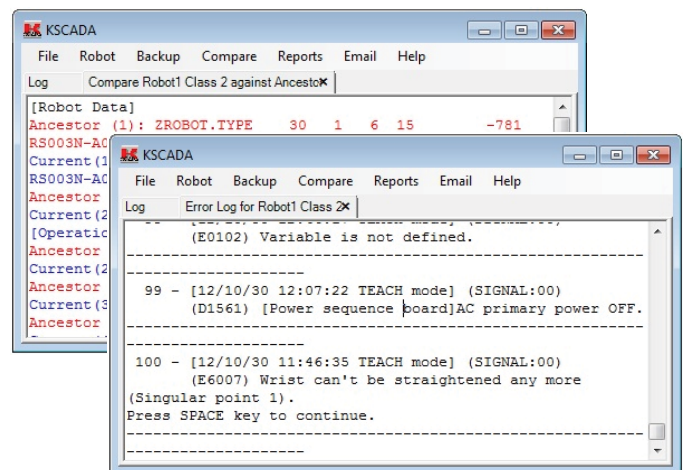 KSCADA
File Robot Backup Compare Reports Email Help
Log Compare Robot1 Class 2 against Ancesto
[Robot Data]
Ancestor (1): ZROBOT.TYPE 30 1 6 15 -781
Current(1
Ancestor
Current(2
Ancestor
Current(2
Ancestor
Current(3
Ancestor
KSCADA
File Robot Backup Compare Reports Email Help
Log Error Log for Robot1 Class 2
(E0102) Variable is not defined.
-----------------------------------------------------------------
----------------------
99 - [12/10/30 12:07:22 TEACH mode] (SIGNAL:00)
(D1561) [Power sequence board]AC primary power OFF.
-----------------------------------------------------------------
----------------------
100 - [12/10/30 11:46:35 TEACH mode] (SIGNAL:00)
(E6007) Wrist can't be straightened any more
(Singular point 1).
Press SPACE key to continue.
-----------------------------------------------------------------
----------------------